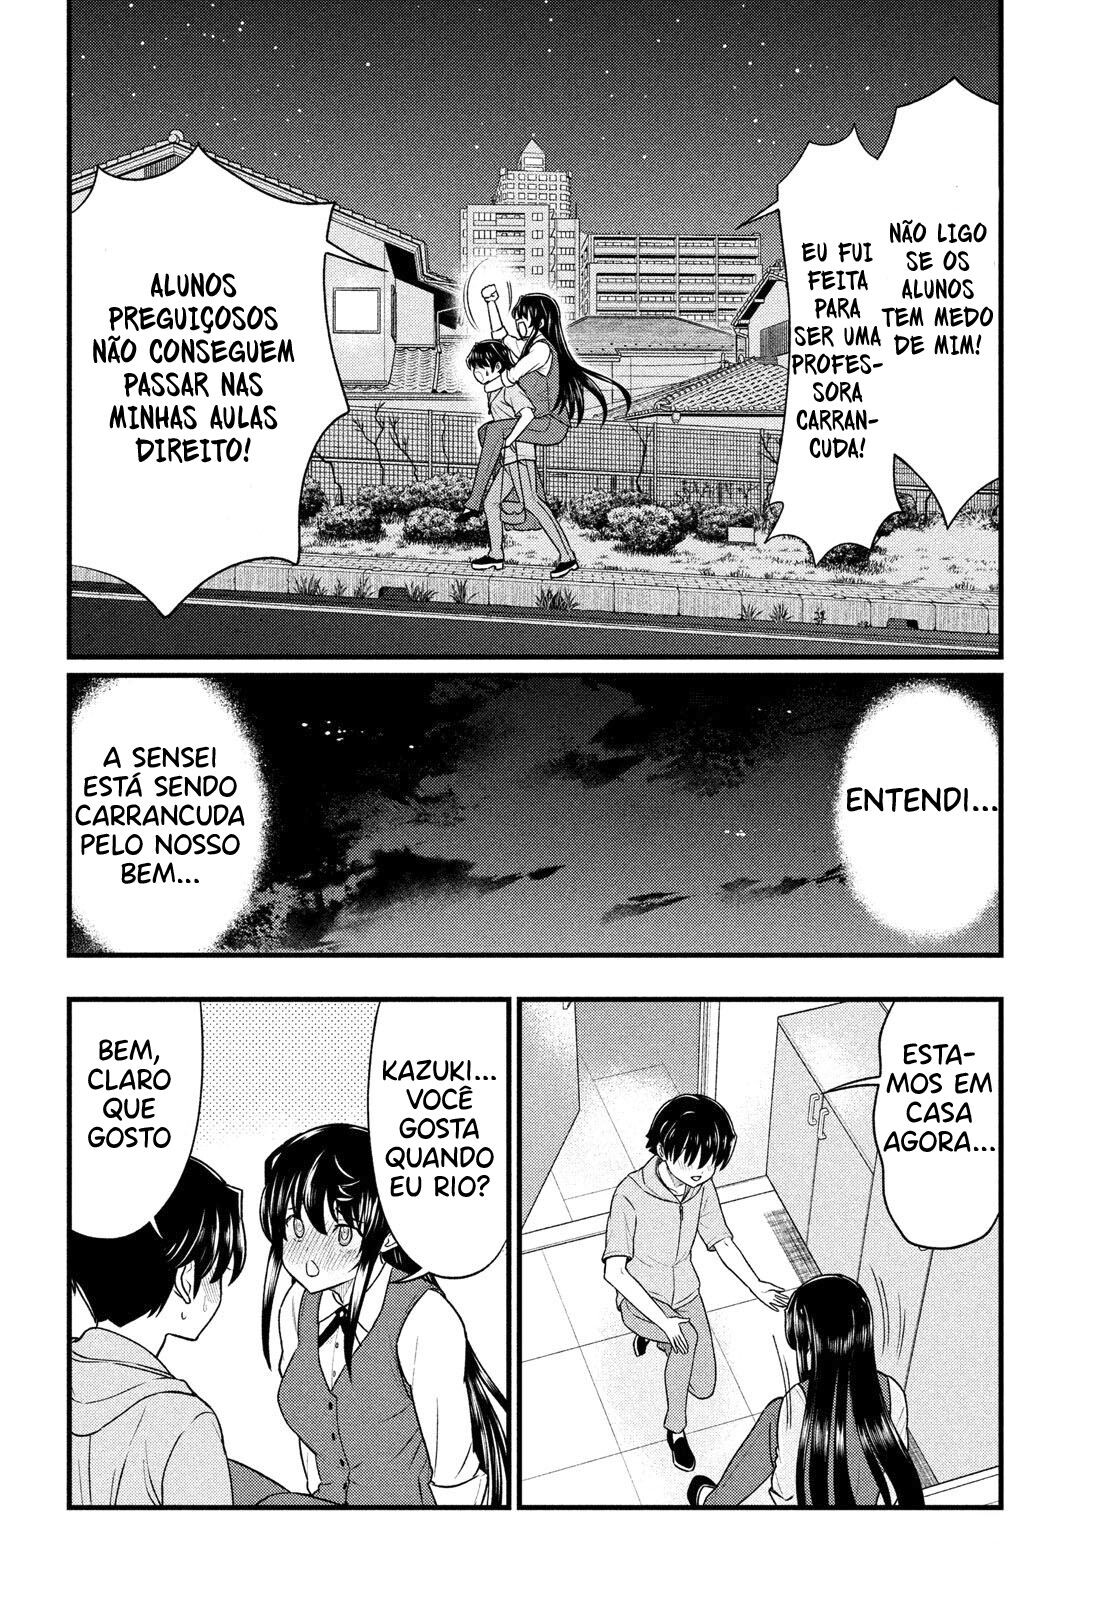 NÃO LIGO
SE OS
ALUNOS
TEM MEDO
DE MIM!
EU FUI
FEITA
PARA
SER UMA
PROFES-
SORA
CARRAN-
CUDA!
ALUNOS
PREGUIÇOSOS
NÃO CONSEGUEM
PASSAR NAS
MINHAS AULAS
DIREITO!
ENTENDI...
A SENSEI
ESTÁ SENDO
CARRANCUDA
PELO NOSSO
BEM...
ESTA-
MOS EM
CASA
AGORA...
KAZUKI...
VOCÊ
GOSTA
QUANDO
EU RIO?
BEM,
CLARO
QUE
GOSTO